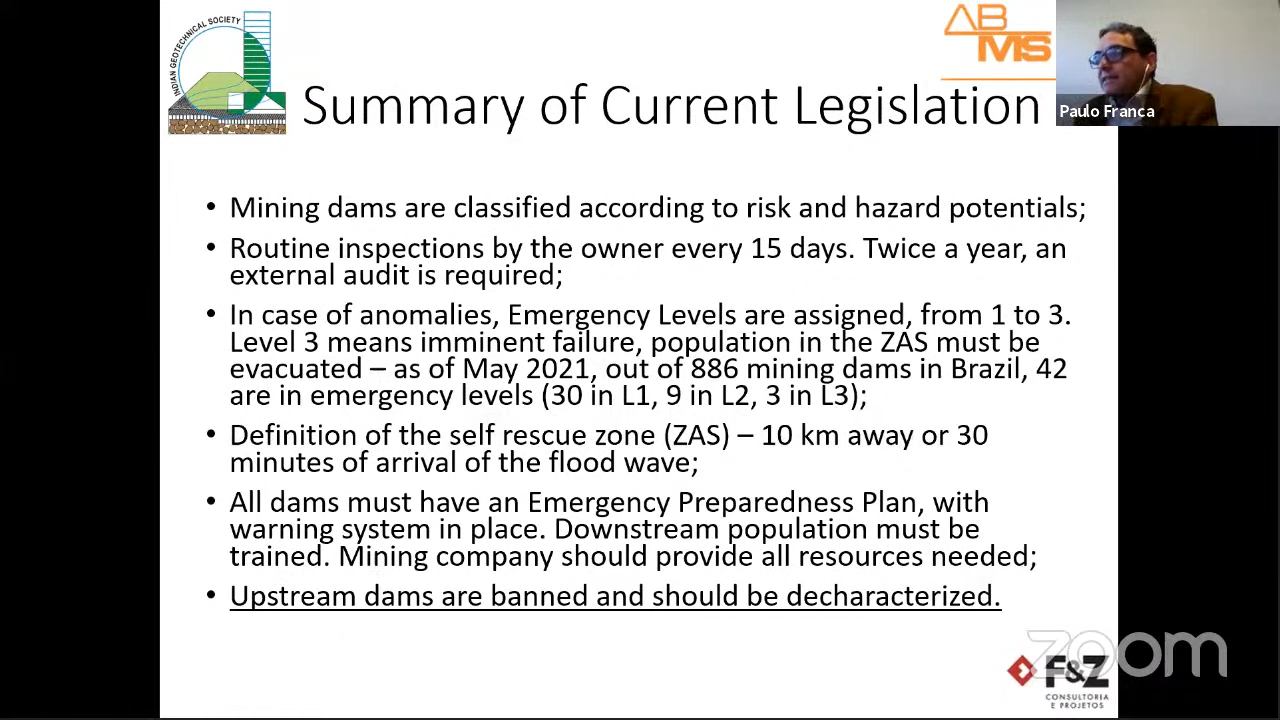 INDIAN GEOTECHNICAL SOCIETY
ABMS
Paulo Franca
Summary of Current Legislation
• Mining dams are classified according to risk and hazard potentials;
• Routine inspections by the owner every 15 days. Twice a year, an
external audit is required;
• In case of anomalies, Emergency Levels are assigned, from 1 to 3.
Level 3 means imminent failure, population in the ZAS must be
evacuated – as of May 2021, out of 886 mining dams in Brazil, 42
are in emergency levels (30 in L1, 9 in L2, 3 in L3);
• Definition of the self rescue zone (ZAS) – 10 km away or 30
minutes of arrival of the flood wave;
• All dams must have an Emergency Preparedness Plan, with
warning system in place. Downstream population must be
trained. Mining company should provide all resources needed;
• Upstream dams are banned and should be decharacterized.
zoom
F&Z
CONSULTORIA
E PROJETOS